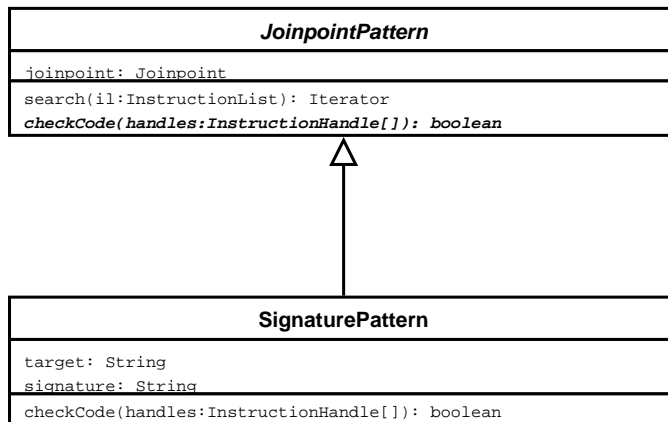 JoinpointPattern
joinpoint: Joinpoint
search(il:InstructionList): Iterator
checkCode(handles:InstructionHandle[]): boolean
SignaturePattern
target: String
signature: String
checkCode(handles:InstructionHandle[]): boolean